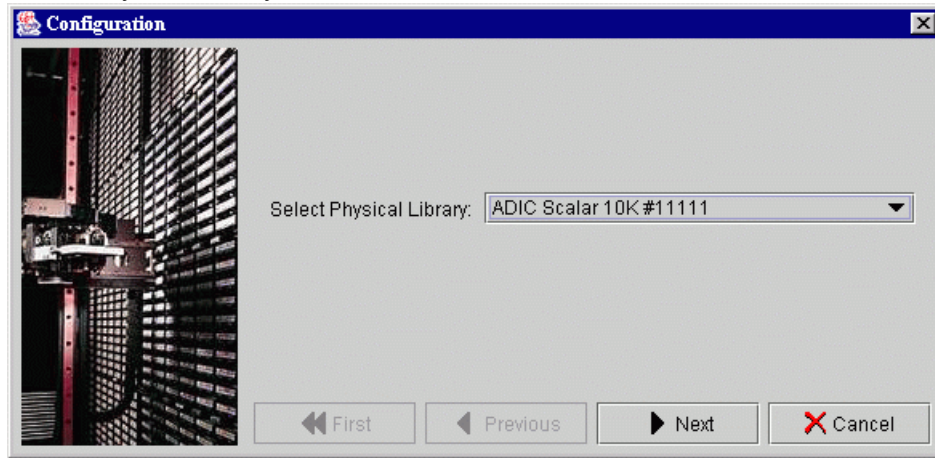 Configuration
Select Physical Library: ADIC Scalar 10K #11111
First Previous Next Cancel